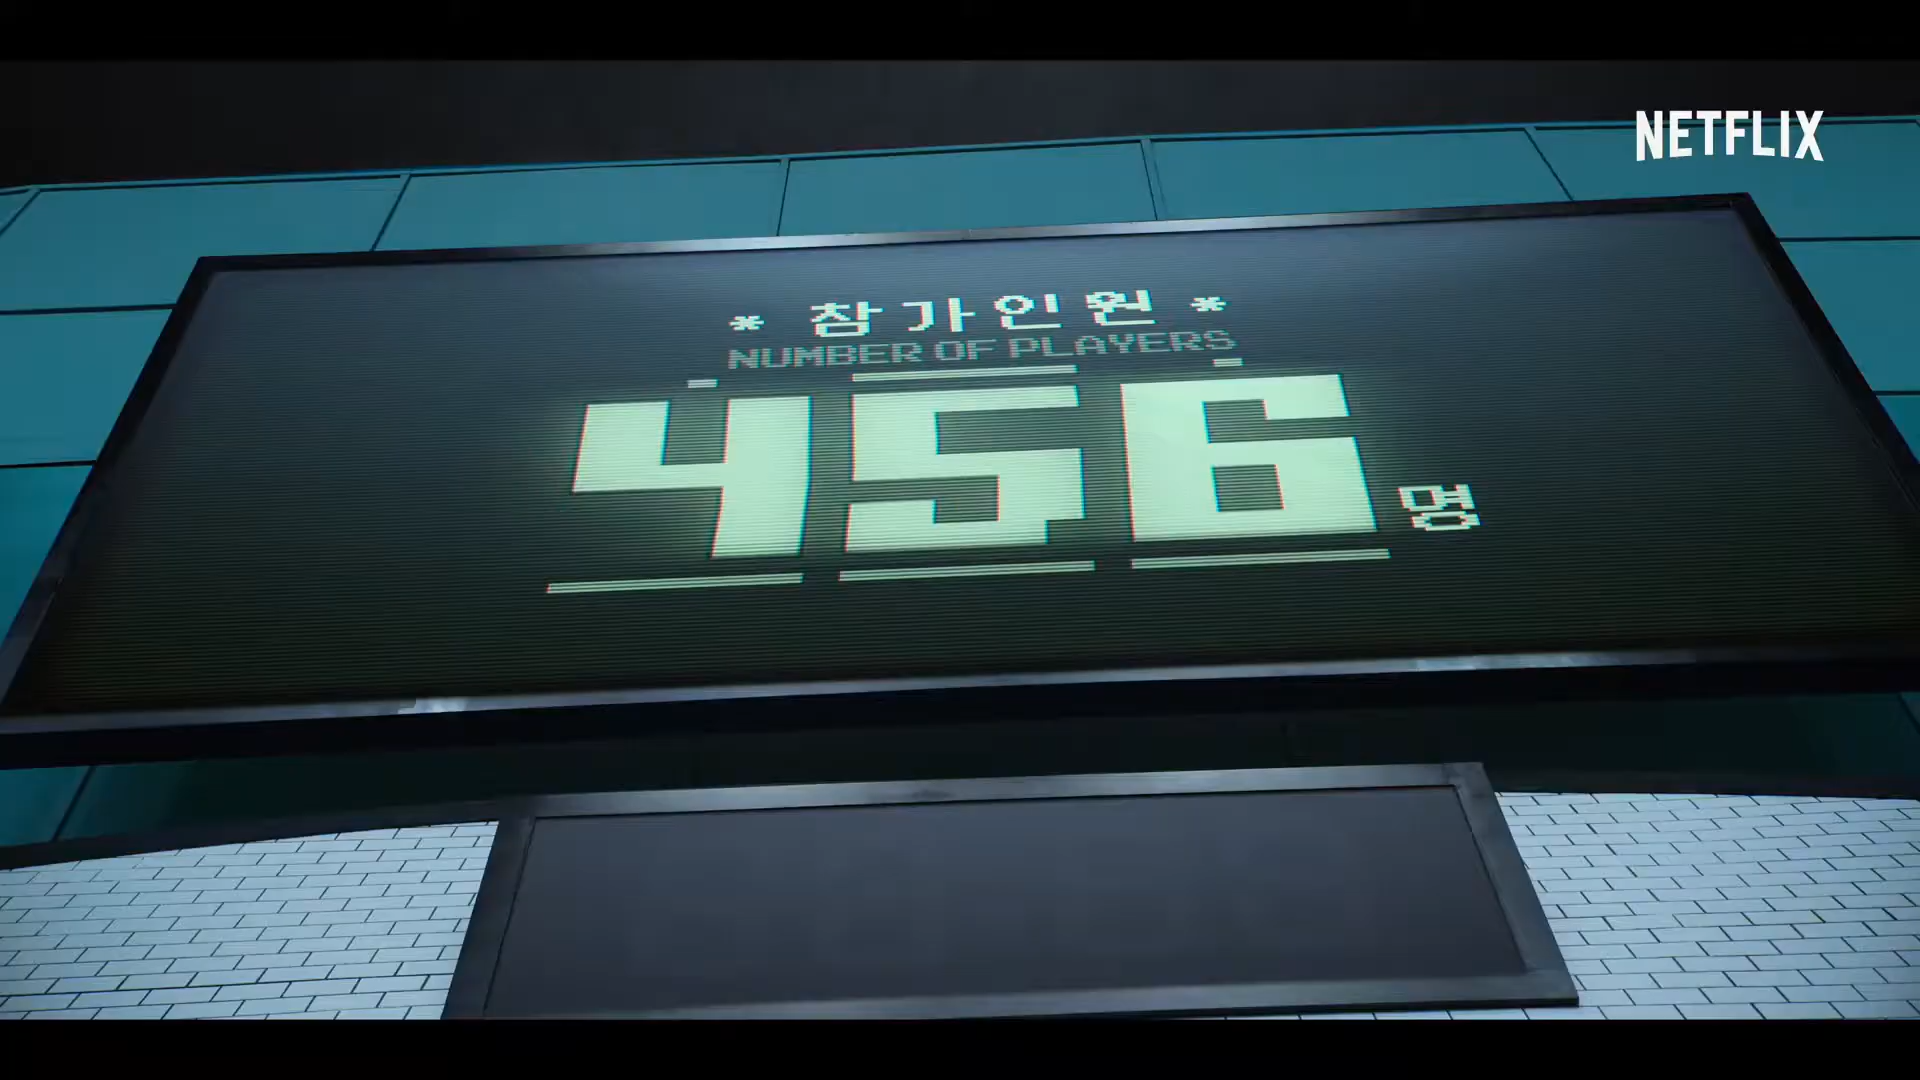 NETFLIX
* 참가인원 *
NUMBER OF PLAYERS
456명